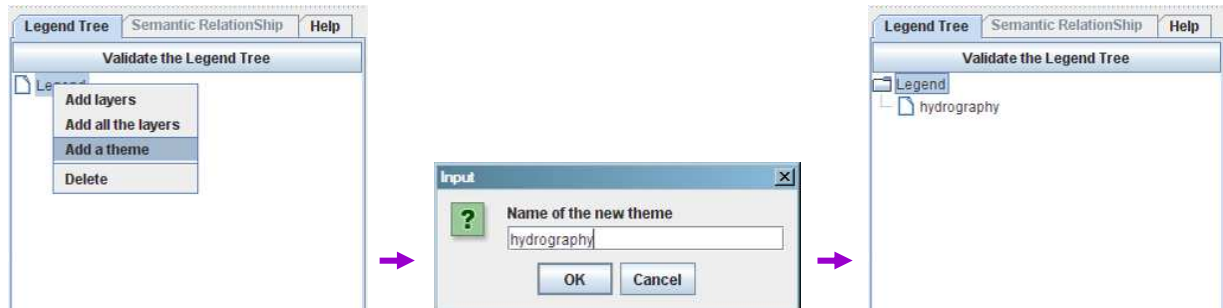 Legend Tree Semantic RelationShip Help
Validate the Legend Tree
Legend
Add layers
Add all the layers
Add a theme
Delete
Input
?
Name of the new theme
hydrography
OK Cancel
Legend Tree Semantic RelationShip Help
Validate the Legend Tree
Legend
hydrography